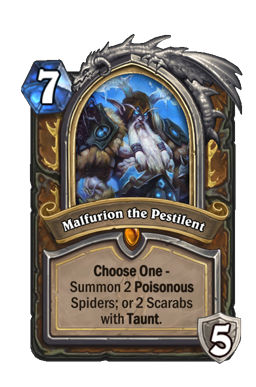 7
Malfurion the Pestilent
Choose One -
Summon 2 Poisonous
Spiders; or 2 Scarabs
with Taunt.
5